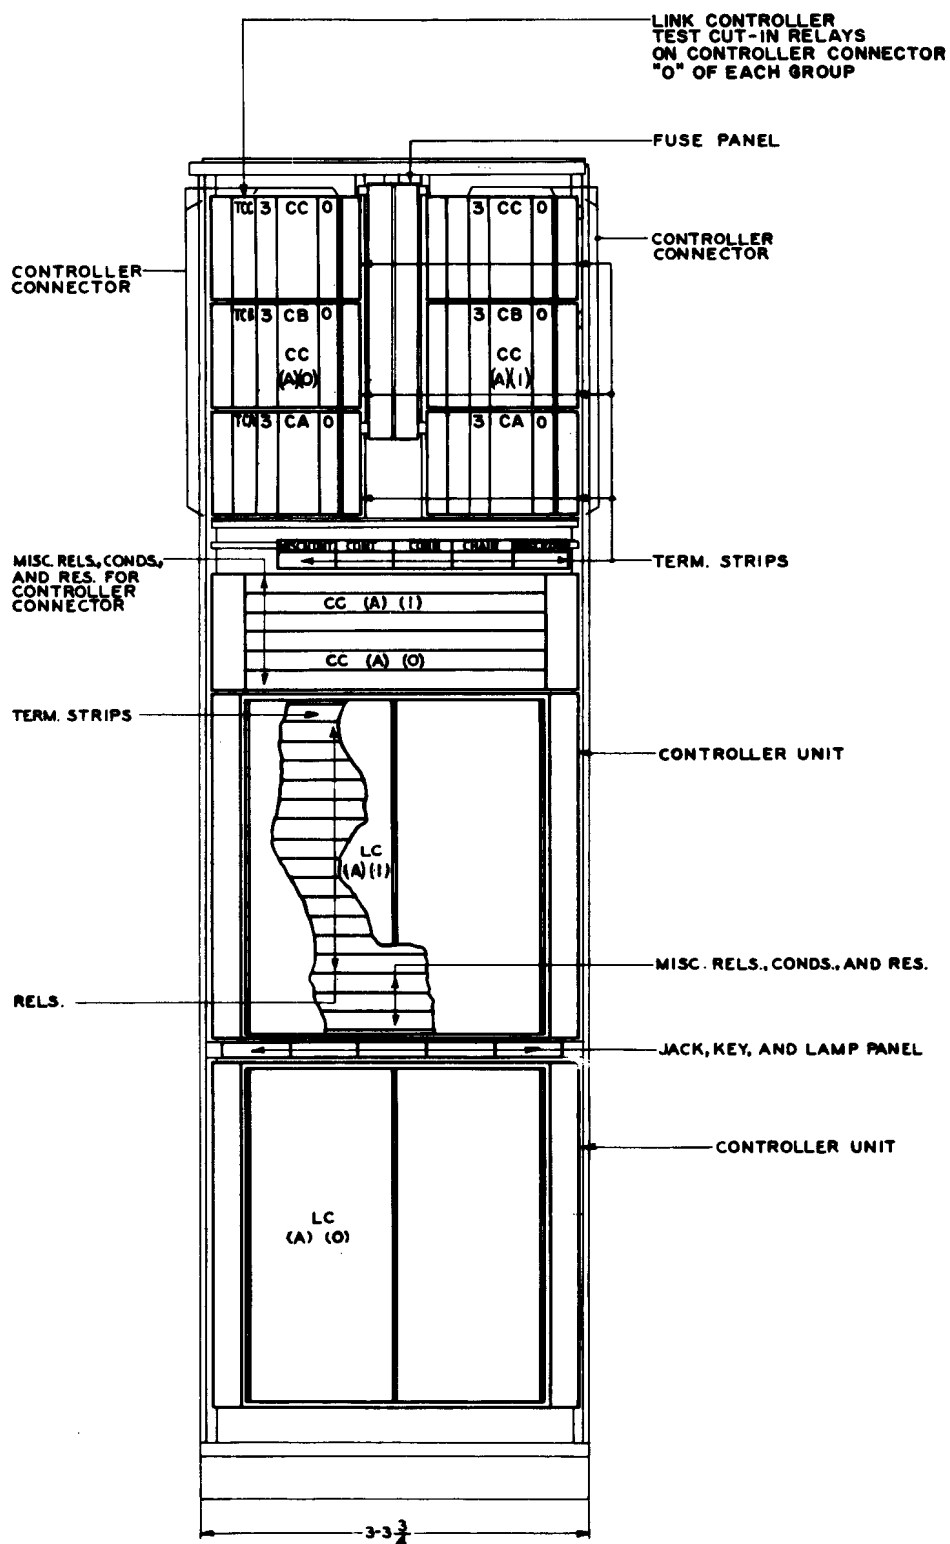 LINK CONTROLLER
TEST CUT-IN RELAYS
ON CONTROLLER CONNECTOR
"O" OF EACH GROUP
FUSE PANEL
TCC 3 CC 0
3 CC 0
CONTROLLER
CONNECTOR
CONTROLLER
CONNECTOR
TCB 3 CB 0
3 CB 0
CC
(A)(0)
CC
(A)(1)
3 CA 0
3 CA 0
MISC. RELS., CONDS.,
AND RES. FOR
CONTROLLER
CONNECTOR
TERM. STRIPS
CC (A) (1)
CC (A) (0)
TERM. STRIPS
CONTROLLER UNIT
LC
(A)(1)
MISC. RELS., CONDS., AND RES.
RELS.
JACK, KEY, AND LAMP PANEL
CONTROLLER UNIT
LC
(A) (0)
3-3 3/4